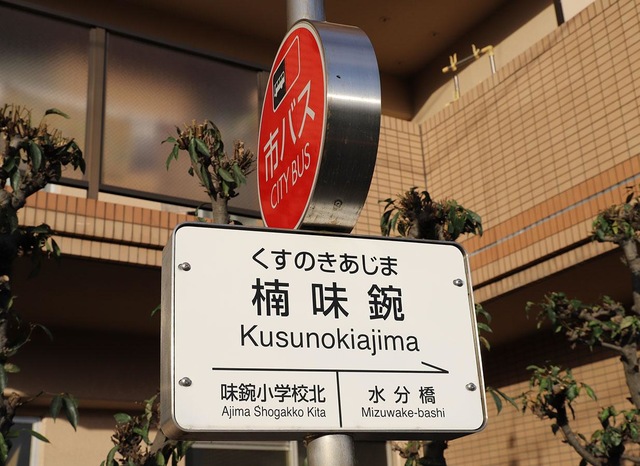 市バス
CITY BUS
くすのきあじま
楠味鋺
Kusunokiajima
味鋺小学校北
Ajima Shogakko Kita
水分橋
Mizuwake-bashi